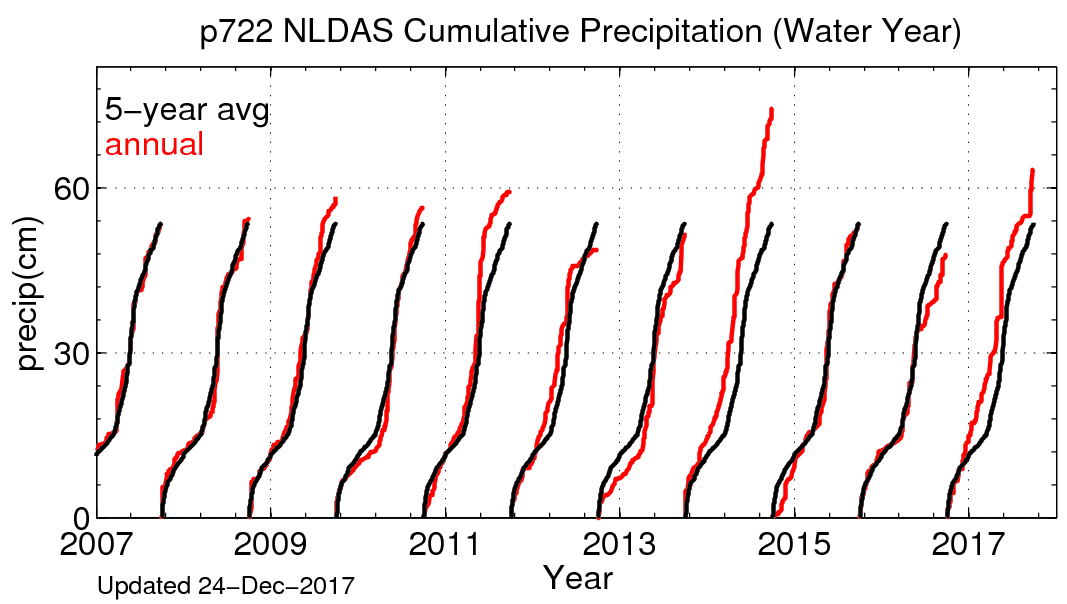 p722 NLDAS Cumulative Precipitation (Water Year)
5−year avg
annual
precip(cm)
60
30
0
2007 2009 2011 2013 2015 2017
Year
Updated 24−Dec−2017